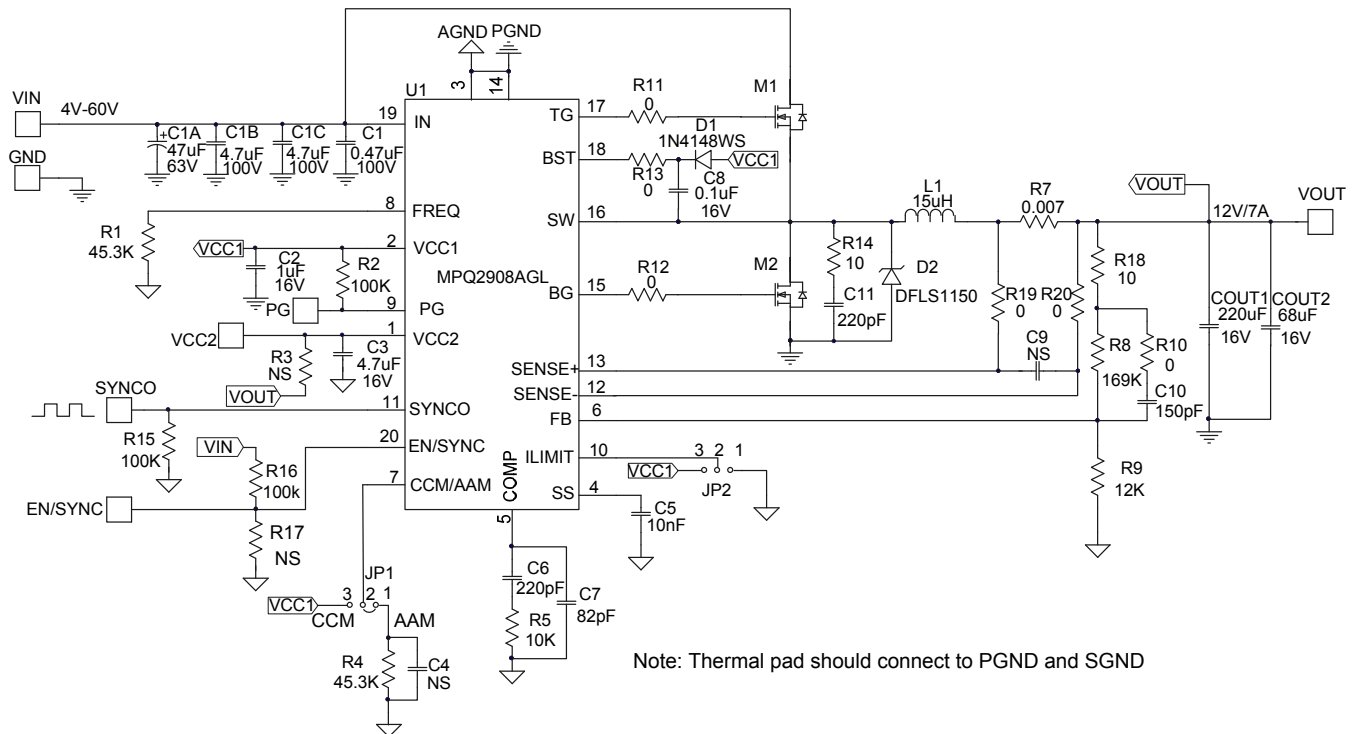 AGND
PGND
3
14
U1
VIN
4V-60V
19
IN
+
C1A
47uF
63V
C1B
4.7uF
100V
C1C
4.7uF
100V
C1
0.47uF
100V
GND
8
FREQ
R1
45.3K
2
VCC1
VCC1
C2
1uF
16V
R2
100K
MPQ2908AGL
9
PG
PG
1
VCC2
VCC2
R3
NS
C3
4.7uF
16V
VOUT
SYNCO
11
SYNCO
R15
100K
VIN
20
EN/SYNC
R16
100k
7
CCM/AAM
EN/SYNC
R17
NS
JP1
VCC1
3
2
1
CCM
AAM
R4
45.3K
C4
NS
TG
17
R11
0
M1
BST
18
R13
0
D1
1N4148WS
VCC1
C8
0.1uF
16V
SW
16
BG
15
R12
0
M2
R14
10
C11
220pF
D2
DFLS1150
L1
15uH
R7
0.007
VOUT
12V/7A
VOUT
R19
0
R20
0
C9
NS
R18
10
R8
169K
R10
0
C10
150pF
COUT1
220uF
16V
COUT2
68uF
16V
SENSE+
13
SENSE-
12
FB
6
R9
12K
ILIMIT
10
VCC1
3
2
1
JP2
SS
4
C5
10nF
COMP
5
C6
220pF
C7
82pF
R5
10K
Note: Thermal pad should connect to PGND and SGND